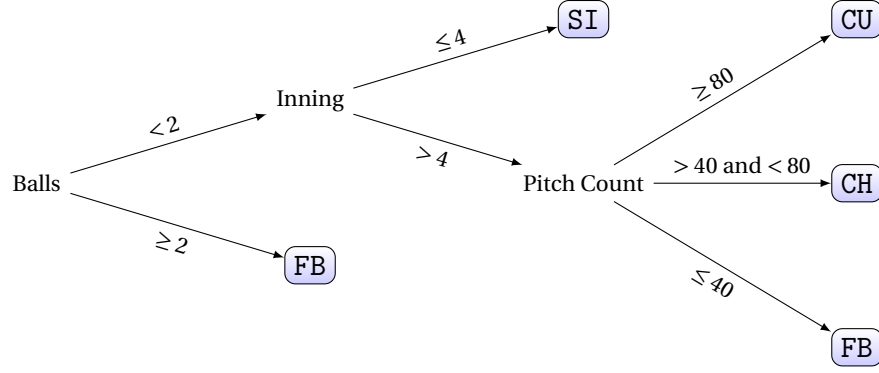 Balls
< 2
≥ 2
Inning
FB
≤ 4
> 4
SI
Pitch Count
≥ 80
> 40 and < 80
≤ 40
CU
CH
FB